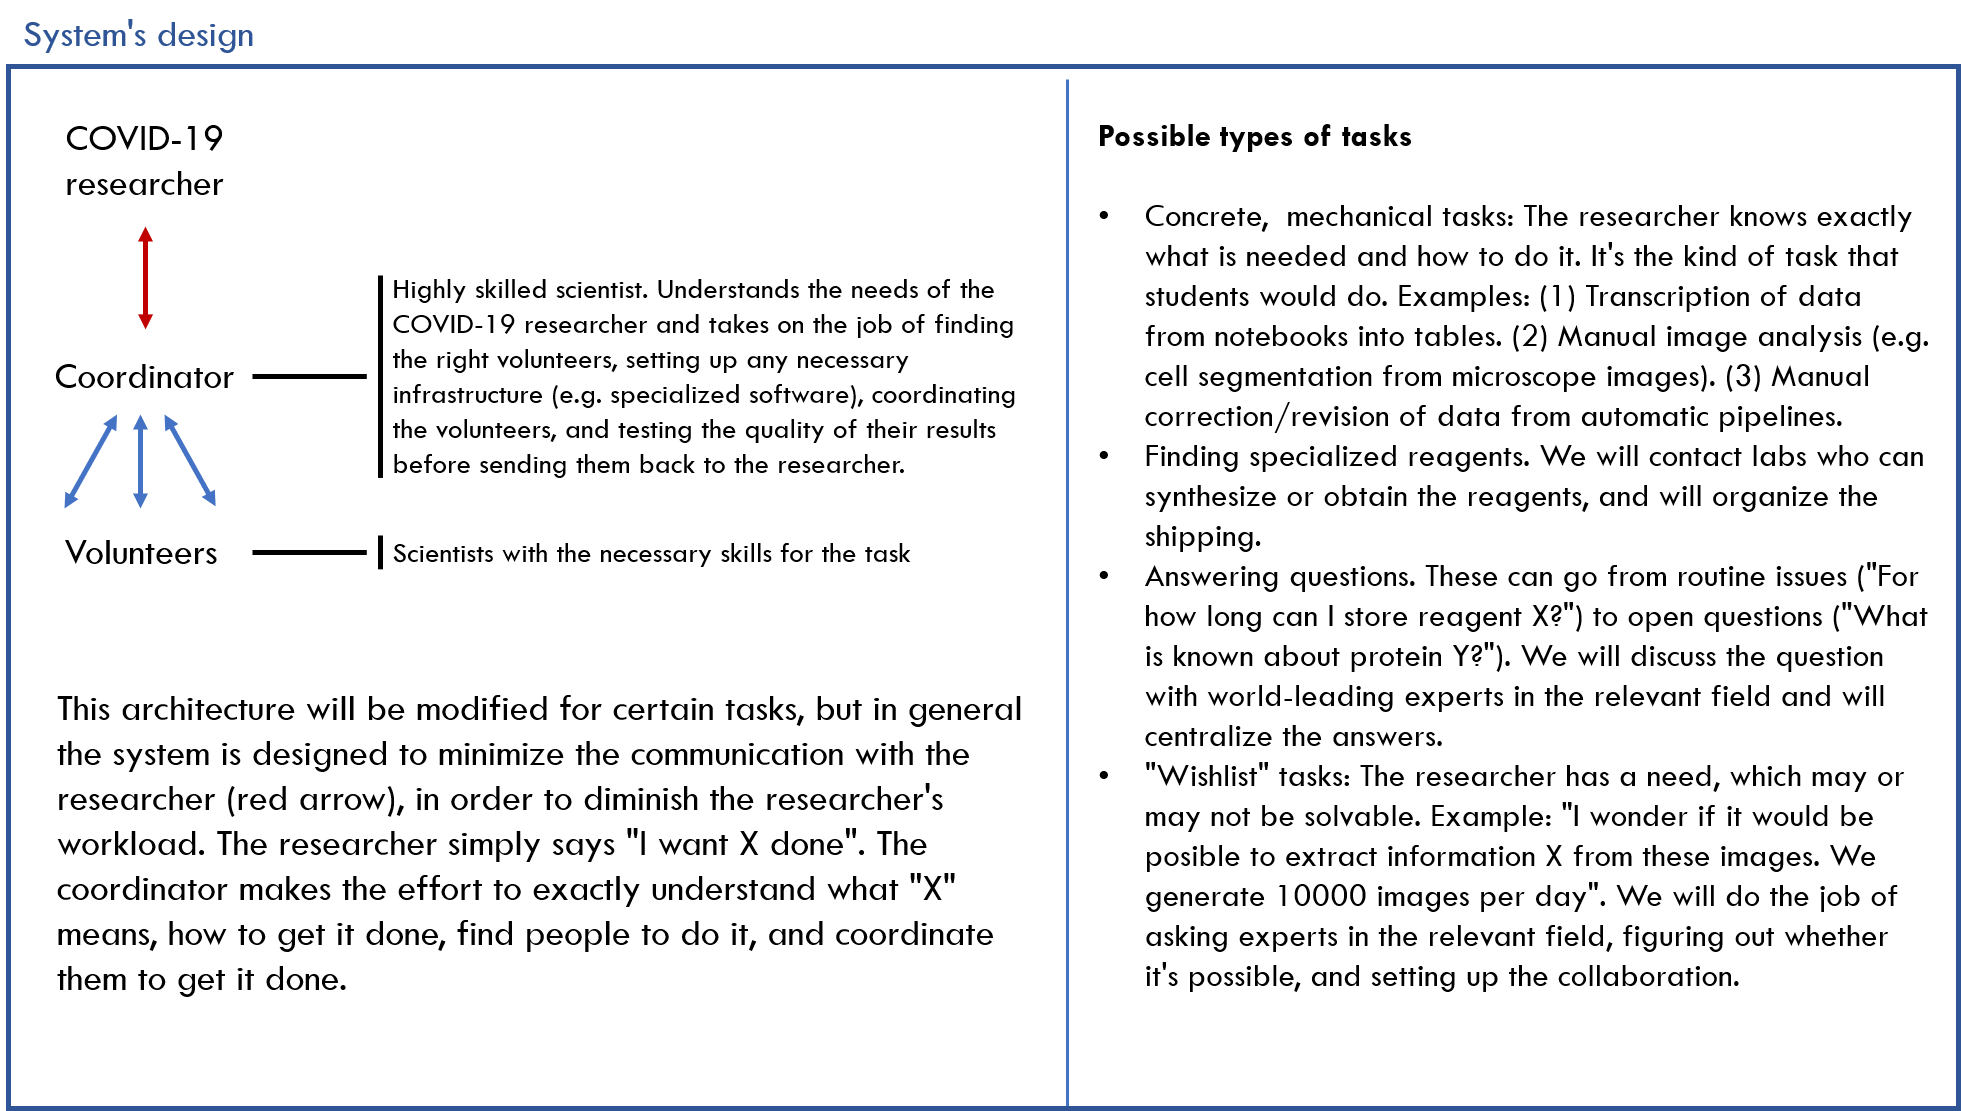 System's design
COVID-19
researcher
Coordinator
Highly skilled scientist. Understands the needs of the
COVID-19 researcher and takes on the job of finding
the right volunteers, setting up any necessary
infrastructure (e.g. specialized software), coordinating
the volunteers, and testing the quality of their results
before sending them back to the researcher.
Volunteers
Scientists with the necessary skills for the task
This architecture will be modified for certain tasks, but in general
the system is designed to minimize the communication with the
researcher (red arrow), in order to diminish the researcher's
workload. The researcher simply says "I want X done". The
coordinator makes the effort to exactly understand what "X"
means, how to get it done, find people to do it, and coordinate
them to get it done.
Possible types of tasks
• Concrete,  mechanical tasks: The researcher knows exactly
what is needed and how to do it. It's the kind of task that
students would do. Examples: (1) Transcription of data
from notebooks into tables. (2) Manual image analysis (e.g.
cell segmentation from microscope images). (3) Manual
correction/revision of data from automatic pipelines.
• Finding specialized reagents. We will contact labs who can
synthesize or obtain the reagents, and will organize the
shipping.
• Answering questions. These can go from routine issues ("For
how long can I store reagent X?") to open questions ("What
is known about protein Y?"). We will discuss the question
with world-leading experts in the relevant field and will
centralize the answers.
• "Wishlist" tasks: The researcher has a need, which may or
may not be solvable. Example: "I wonder if it would be
posible to extract information X from these images. We
generate 10000 images per day". We will do the job of
asking experts in the relevant field, figuring out whether
it's possible, and setting up the collaboration.